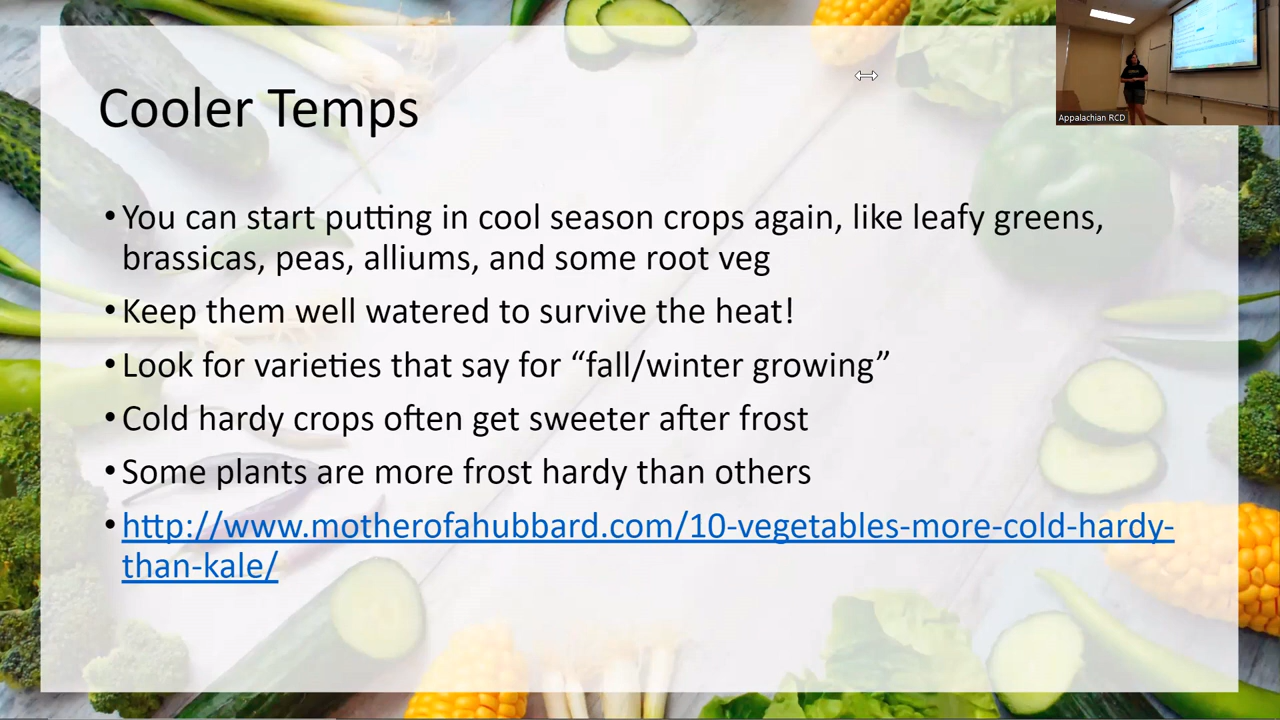 Cooler Temps
Appalachian RCD
• You can start putting in cool season crops again, like leafy greens,
brassicas, peas, alliums, and some root veg
• Keep them well watered to survive the heat!
• Look for varieties that say for “fall/winter growing”
• Cold hardy crops often get sweeter after frost
• Some plants are more frost hardy than others
• http://www.motherofahubbard.com/10-vegetables-more-cold-hardy-
than-kale/